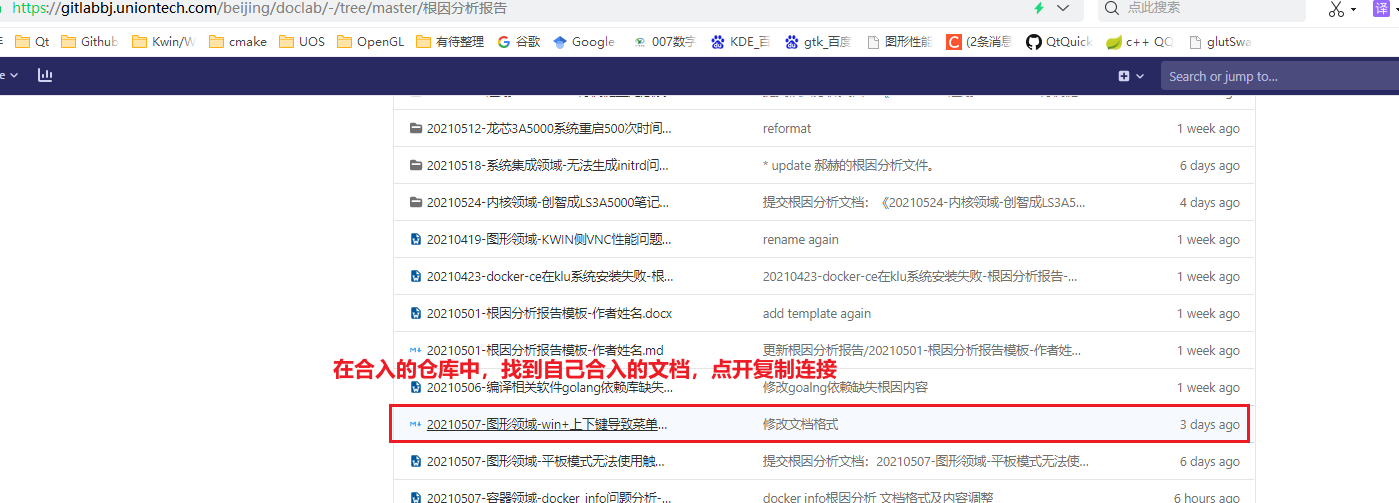 https://gitlabbj.uniontech.com/beijing/doclab/-/tree/master/根因分析报告
点此搜索
译
Qt Github Kwin/W cmake UOS OpenGL 有待整理 谷歌 Google 007数字 KDE_百 gtk_百度 图形性能 (2条消息 QtQuick c++ QQ glutSwa
Search or jump to...
20210512-龙芯3A5000系统重启500次时间... reformat 1 week ago
20210518-系统集成领域-无法生成initrd问... * update 郝赫的根因分析文件。 6 days ago
20210524-内核领域-创智成LS3A5000笔记... 提交根因分析文档：《20210524-内核领域-创智成LS3A5... 4 days ago
20210419-图形领域-KWIN侧VNC性能问题... rename again 1 week ago
20210423-docker-ce在klu系统安装失败-根... 20210423-docker-ce在klu系统安装失败-根因分析报告-... 1 week ago
20210501-根因分析报告模板-作者姓名.docx add template again 1 week ago
20210501-根因分析报告模板-作者姓名.md 更新根因分析报告/20210501-根因分析报告模板-作者姓... 1 week ago
在合入的仓库中，找到自己合入的文档，点开复制连接
20210506-编译相关软件golang依赖库缺失... 修改goalng依赖缺失根因内容 1 week ago
20210507-图形领域-win+上下键导致菜单... 修改文档格式 3 days ago
20210507-图形领域-平板模式无法使用触... 提交根因分析文档：20210507-图形领域-平板模式无法使... 6 days ago
20210507-容器领域-docker info问题分析-... docker info根因分析 文档格式及内容调整 6 hours ago